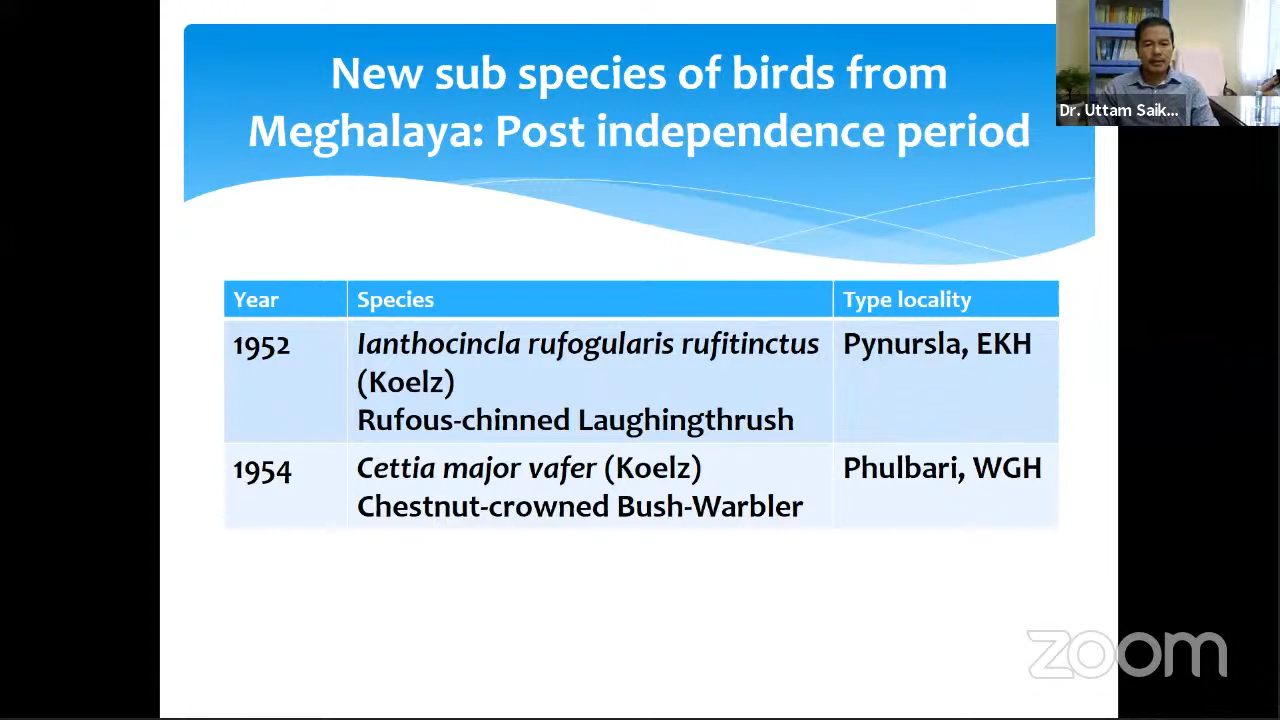 New sub species of birds from
Meghalaya: Post independence period
Dr. Uttam Saik...
Year Species Type locality
1952 Ianthocincla rufogularis rufitinctus Pynursla, EKH
(Koelz)
Rufous-chinned Laughingthrush
1954 Cettia major vafer (Koelz) Phulbari, WGH
Chestnut-crowned Bush-Warbler
zoom